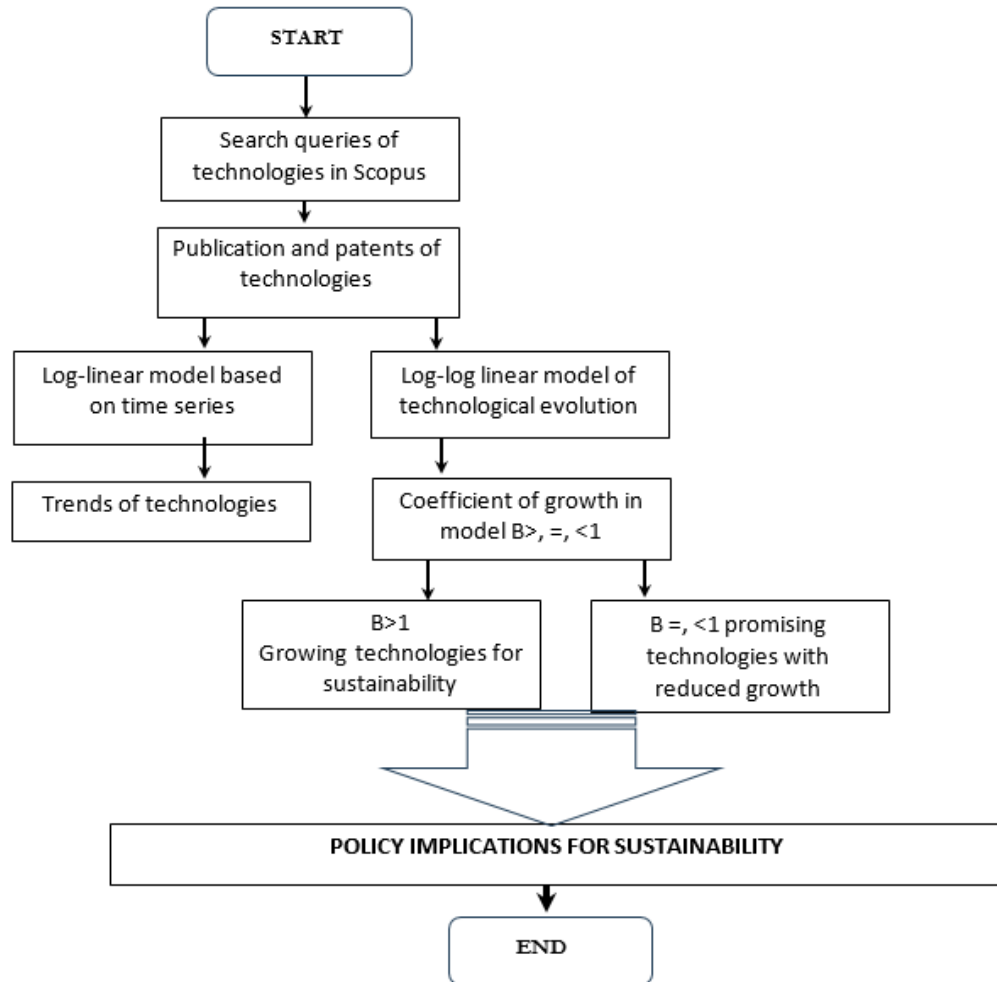 START
Search queries of
technologies in Scopus
Publication and patents of
technologies
Log-linear model based
on time series
Log-log linear model of
technological evolution
Trends of technologies
Coefficient of growth in
model B>, =, <1
B>1
Growing technologies for
sustainability
B =, <1 promising
technologies with
reduced growth
POLICY IMPLICATIONS FOR SUSTAINABILITY
END